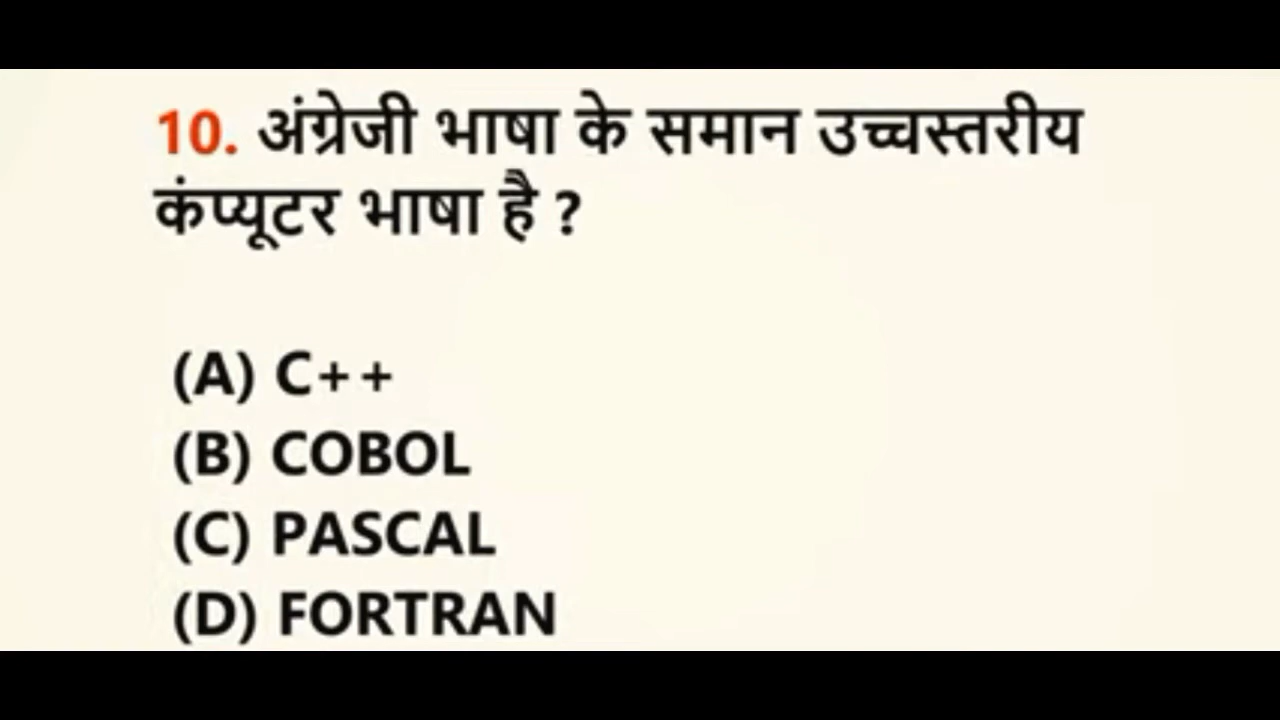 10. अंग्रेजी भाषा के समान उच्चस्तरीय
कंप्यूटर भाषा है ?
(A) C++
(B) COBOL
(C) PASCAL
(D) FORTRAN